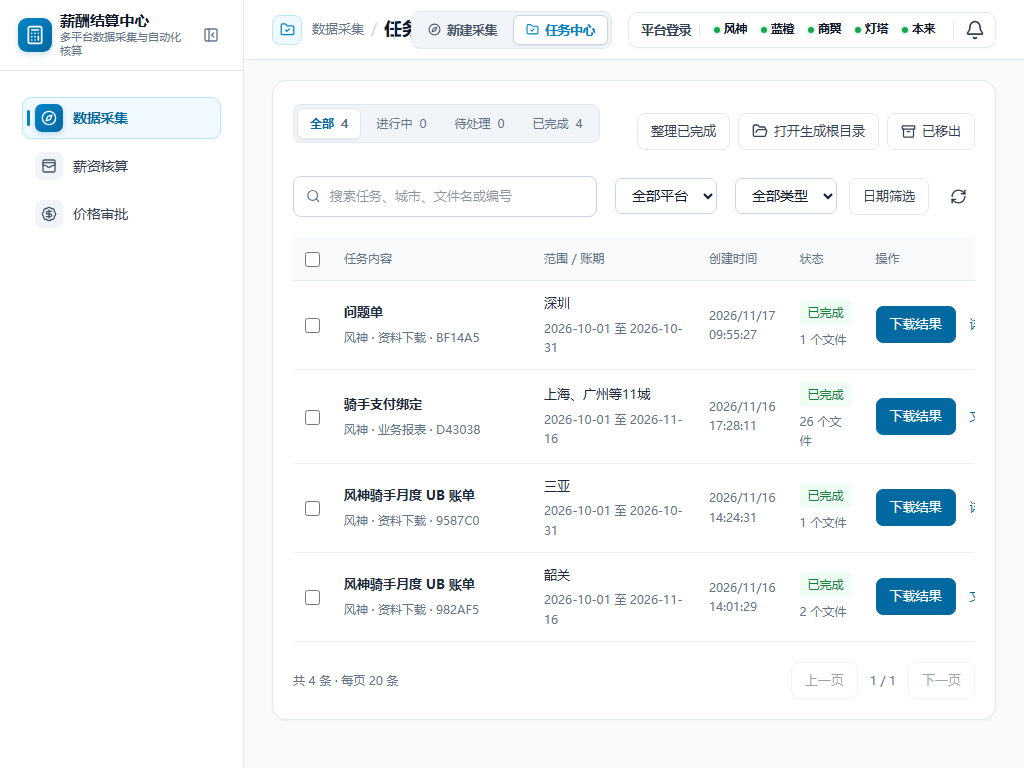 薪酬结算中心
多平台数据采集与自动化
核算
数据采集
薪资核算
价格审批
数据采集 / 任务
新建采集
任务中心
平台登录
风神
蓝橙
商翼
灯塔
本来
全部 4
进行中 0
待处理 0
已完成 4
整理已完成
打开生成根目录
已移出
搜索任务、城市、文件名或编号
全部平台
全部类型
日期筛选
任务内容 范围 / 账期 创建时间 状态 操作
问题单
风神 · 资料下载 · BF14A5
深圳
2026-10-01 至 2026-10-
31
2026/11/17
09:55:27
已完成
1 个文件
下载结果
骑手支付绑定
风神 · 业务报表 · D43038
上海、广州等11城
2026-10-01 至 2026-11-
16
2026/11/16
17:28:11
已完成
26 个文
件
下载结果
风神骑手月度 UB 账单
风神 · 资料下载 · 9587C0
三亚
2026-10-01 至 2026-10-
31
2026/11/16
14:24:31
已完成
1 个文件
下载结果
风神骑手月度 UB 账单
风神 · 资料下载 · 982AF5
韶关
2026-10-01 至 2026-11-
16
2026/11/16
14:01:29
已完成
2 个文件
下载结果
共 4 条 · 每页 20 条
上一页
1 / 1
下一页